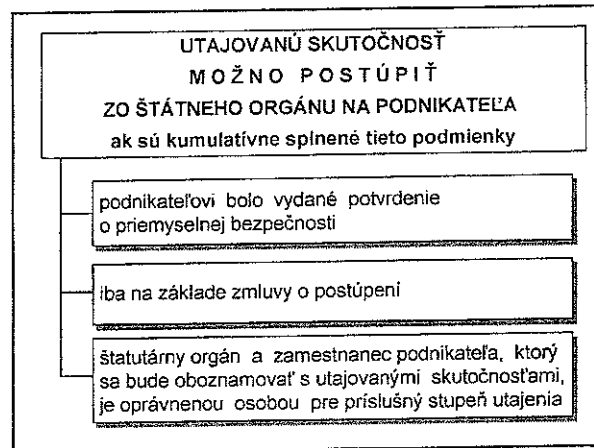 UTAJOVANÚ SKUTOČNOSŤ
MOŽNO POSTÚPIŤ
ZO ŠTÁTNEHO ORGÁNU NA PODNIKATEĽA
ak sú kumulatívne splnené tieto podmienky
podnikateľovi bolo vydané potvrdenie
o priemyselnej bezpečnosti
iba na základe zmluvy o postúpení
štatutárny orgán a zamestnanec podnikateľa, ktorý
sa bude oboznamovať s utajovanými skutočnosťami,
je oprávnenou osobou pre príslušný stupeň utajenia